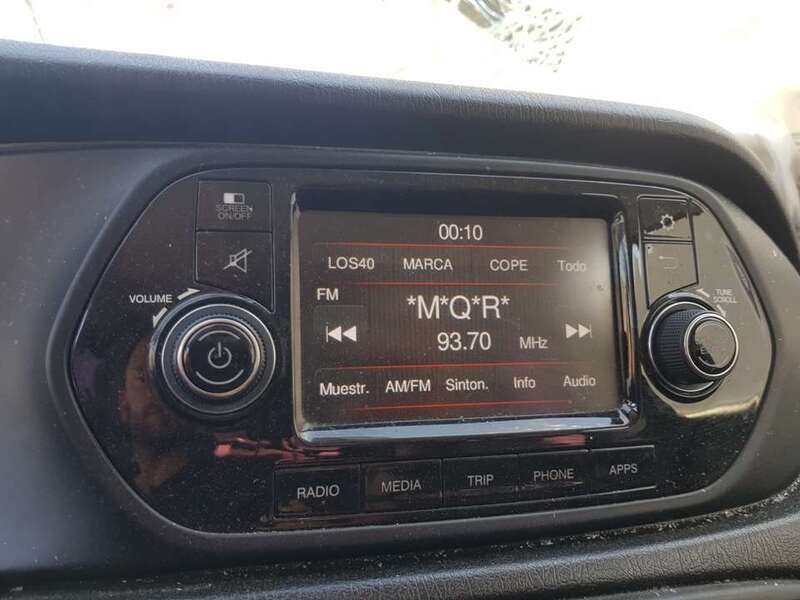 SCREEN
ON/OFF
00:10
LOS40 MARCA COPE Todo
VOLUME
FM
*M*Q*R*
93.70 MHz
TUNE
SCROLL
Muestr. AM/FM Sinton. Info Audio
RADIO MEDIA TRIP PHONE APPS